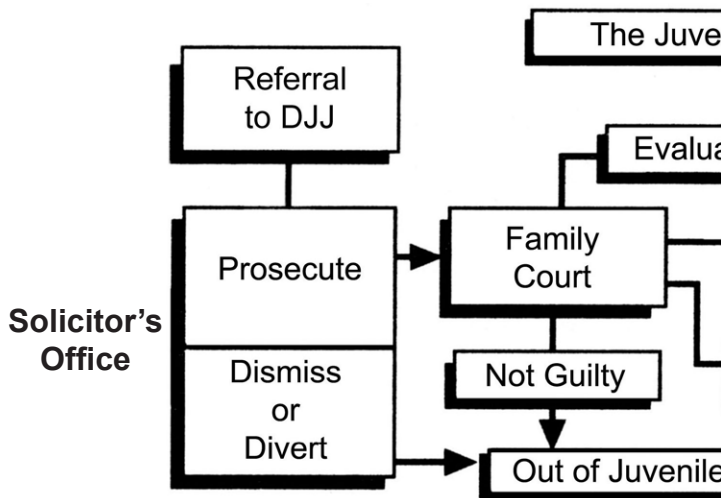 The Juve
Referral
to DJJ
Evalua
Prosecute
Family
Court
Solicitor's
Office
Dismiss
or
Divert
Not Guilty
Out of Juvenile